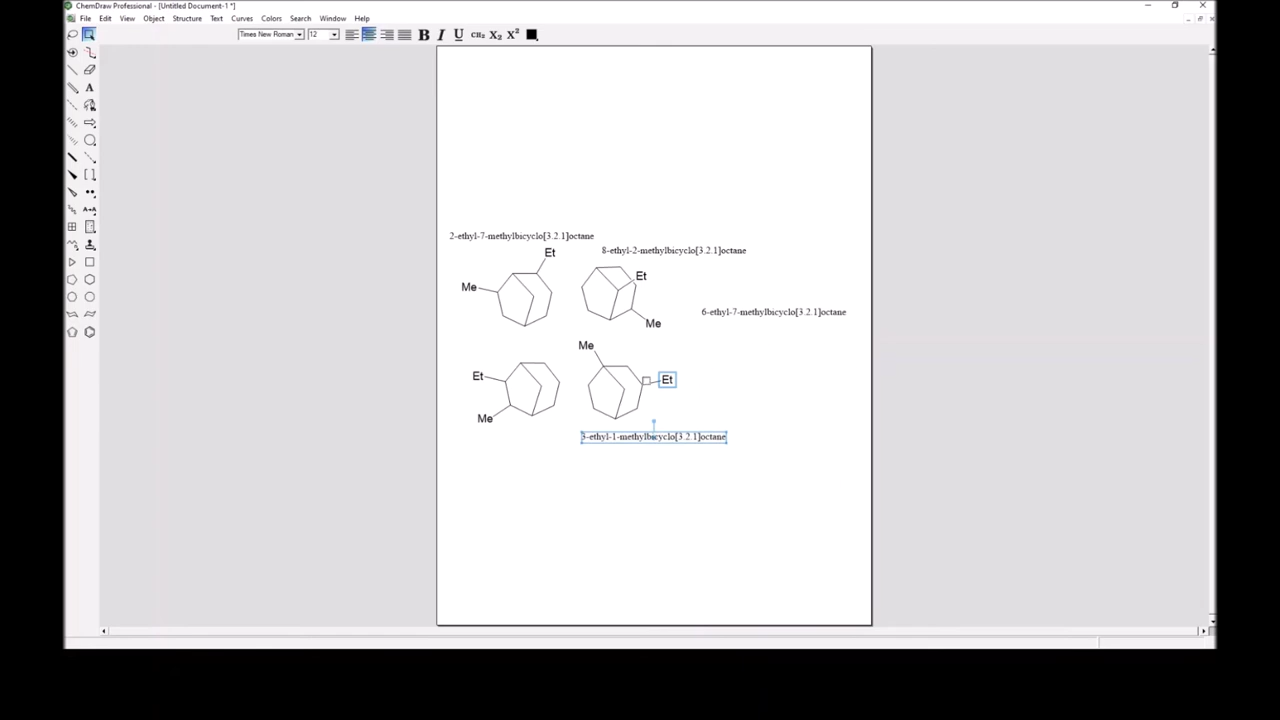 ChemDraw Professional - [Untitled Document-1 *]
File Edit View Object Structure Text Curves Colors Search Window Help
Times New Roman 12 B I U CH₂ X₂ X²
A
2-ethyl-7-methylbicyclo[3.2.1]octane
8-ethyl-2-methylbicyclo[3.2.1]octane
Et
Et
Me
6-ethyl-7-methylbicyclo[3.2.1]octane
Me
Me
Et
Et
Me
3-ethyl-1-methylbicyclo[3.2.1]octane